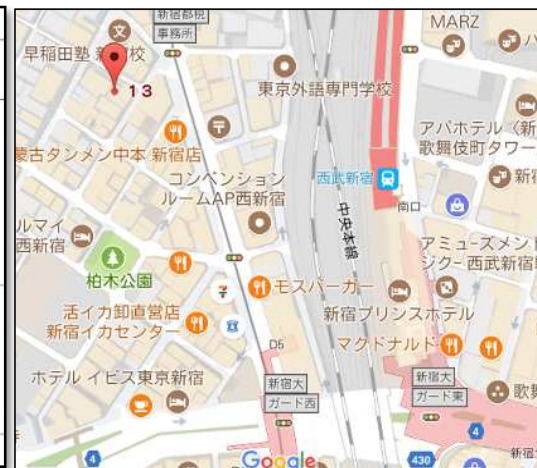 新宿都税
事務所
MARZ
早稲田塾 新宿校
13
東京外語専門学校
アパホテル〈新
歌舞伎町タワー
蒙古タンメン中本 新宿店
コンベンション
ルームAP西新宿
西武新宿
南口
中央本線
新宿
ルマイ
西新宿
柏木公園
アミューズメント
ジクー西武新宿
モスバーガー
新宿プリンスホテル
活イカ卸直営店
新宿イカセンター
マクドナルド
D5
ホテル イビス東京新宿
新宿大
ガード西
新宿大
ガード東
歌舞
4
4
430
新宿
Google